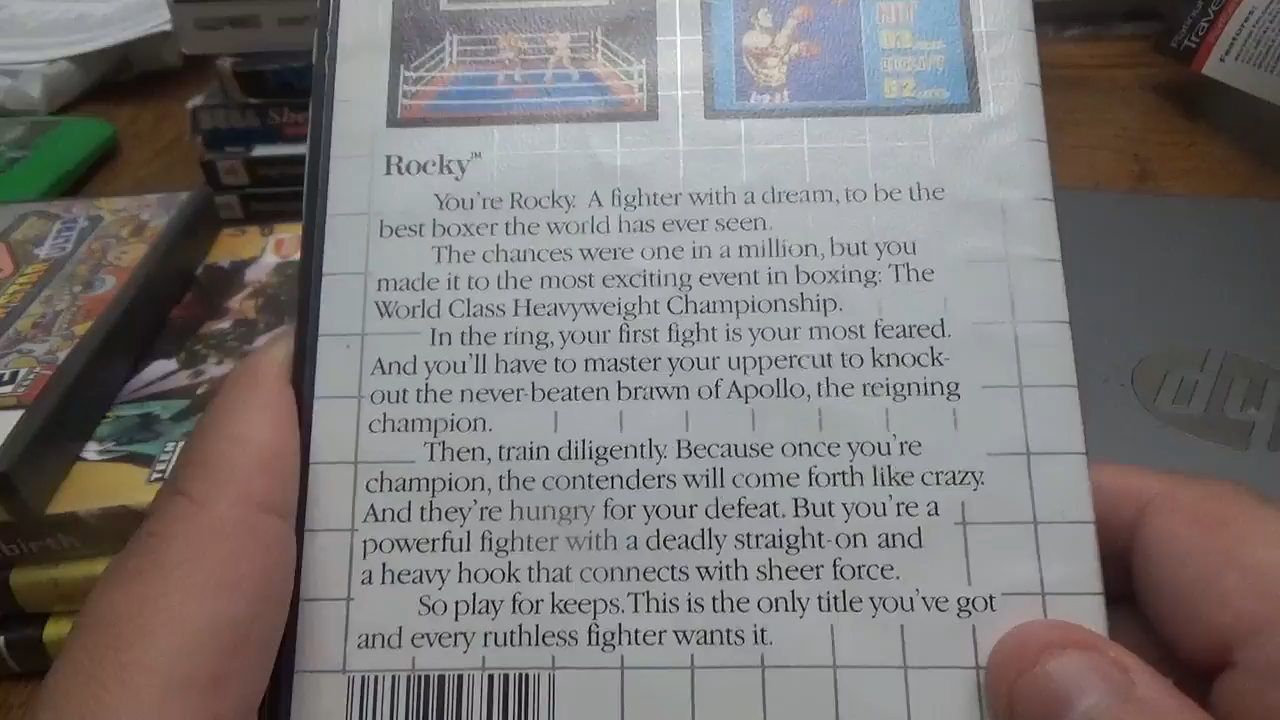 Rocky™
You're Rocky. A fighter with a dream, to be the
best boxer the world has ever seen.
The chances were one in a million, but you
made it to the most exciting event in boxing: The
World Class Heavyweight Championship.
In the ring, your first fight is your most feared.
And you'll have to master your uppercut to knock-
out the never-beaten brawn of Apollo, the reigning
champion.
Then, train diligently. Because once you're
champion, the contenders will come forth like crazy.
And they're hungry for your defeat. But you're a
powerful fighter with a deadly straight-on and
a heavy hook that connects with sheer force.
So play for keeps. This is the only title you've got
and every ruthless fighter wants it.
hp
birth